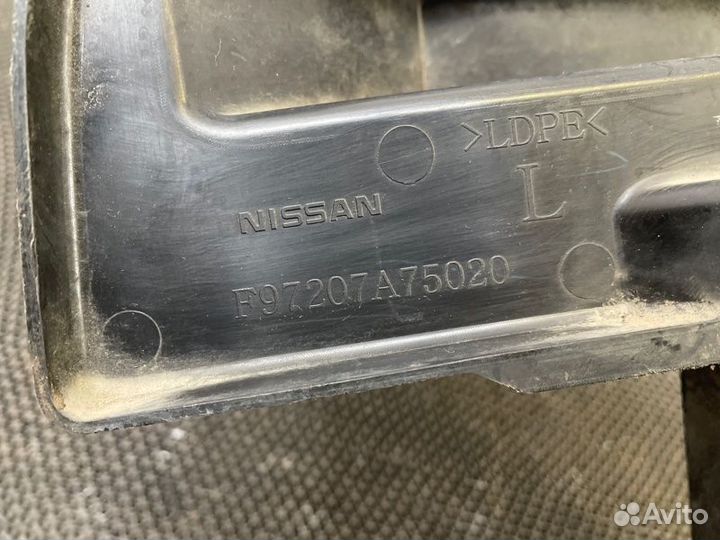 >LDPE<
L
NISSAN
F97207A75020
Avito